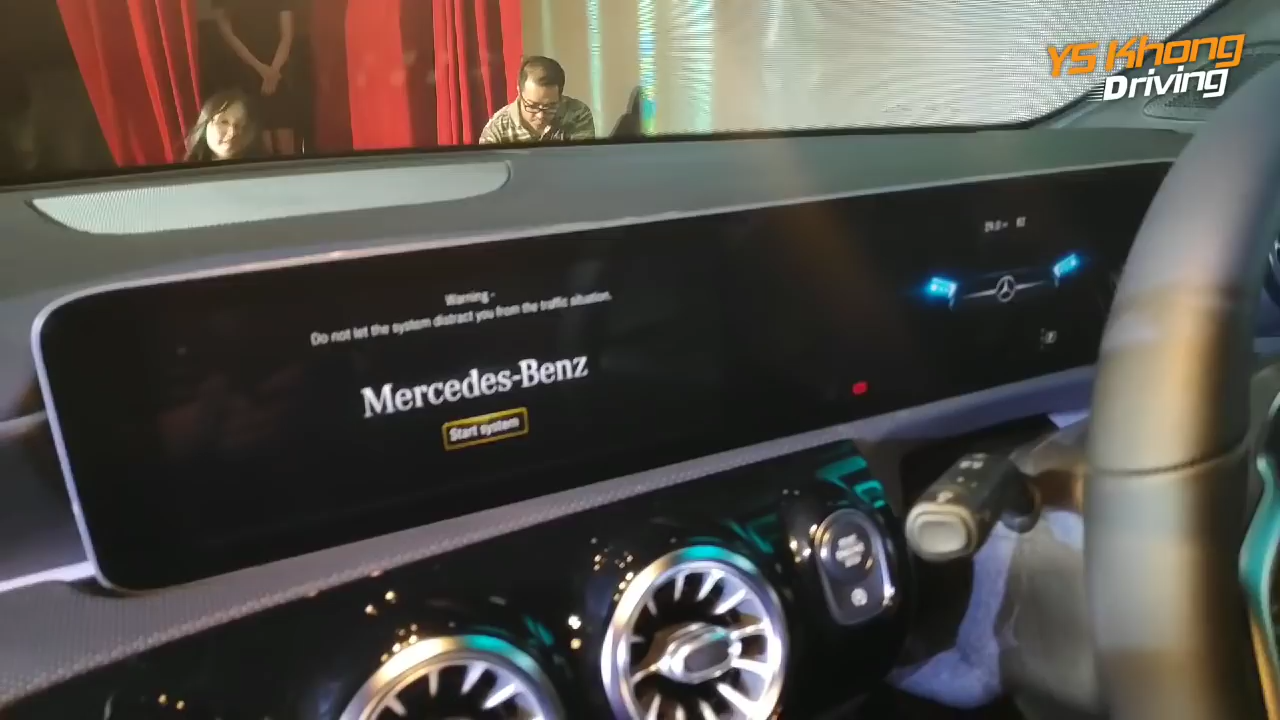 YS Khong
Driving
Warning -
Do not let the system distract you from the traffic situation.
Mercedes-Benz
Start system